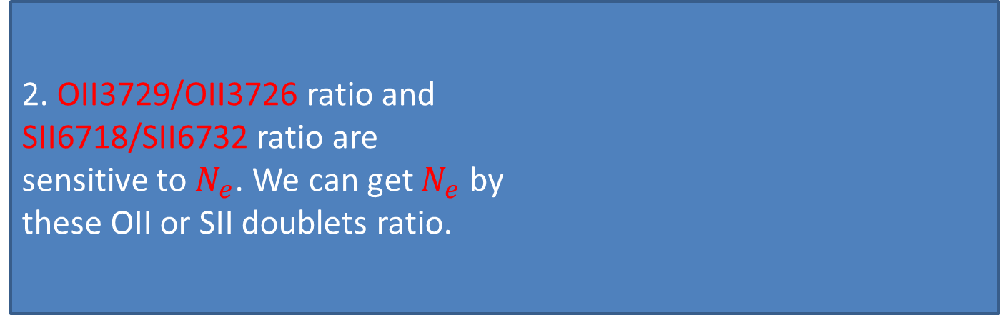 2. OII3729/OII3726 ratio and
SII6718/SII6732 ratio are
sensitive to Nₑ. We can get Nₑ by
these OII or SII doublets ratio.